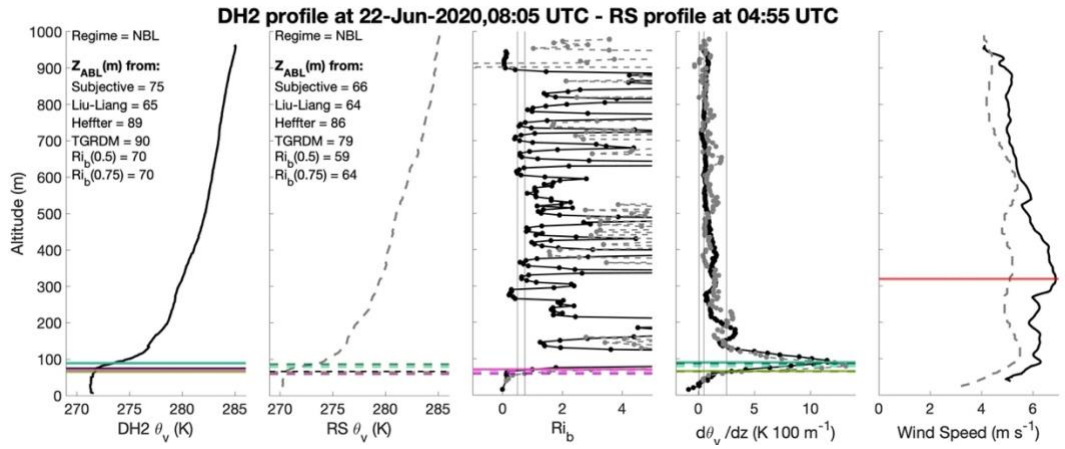 DH2 profile at 22-Jun-2020,08:05 UTC - RS profile at 04:55 UTC
Altitude (m)
1000
900
800
700
600
500
400
300
200
100
0
Regime = NBL
Z_ABL(m) from:
Subjective = 75
Liu-Liang = 65
Heffter = 89
TGRDM = 90
Ri_b(0.5) = 70
Ri_b(0.75) = 70
270 275 280 285
DH2 θ_v (K)
Regime = NBL
Z_ABL(m) from:
Subjective = 66
Liu-Liang = 64
Heffter = 86
TGRDM = 79
Ri_b(0.5) = 59
Ri_b(0.75) = 64
270 275 280 285
RS θ_v (K)
0 2 4
Ri_b
0 5 10
dθ_v /dz (K 100 m⁻¹)
0 2 4 6
Wind Speed (m s⁻¹)